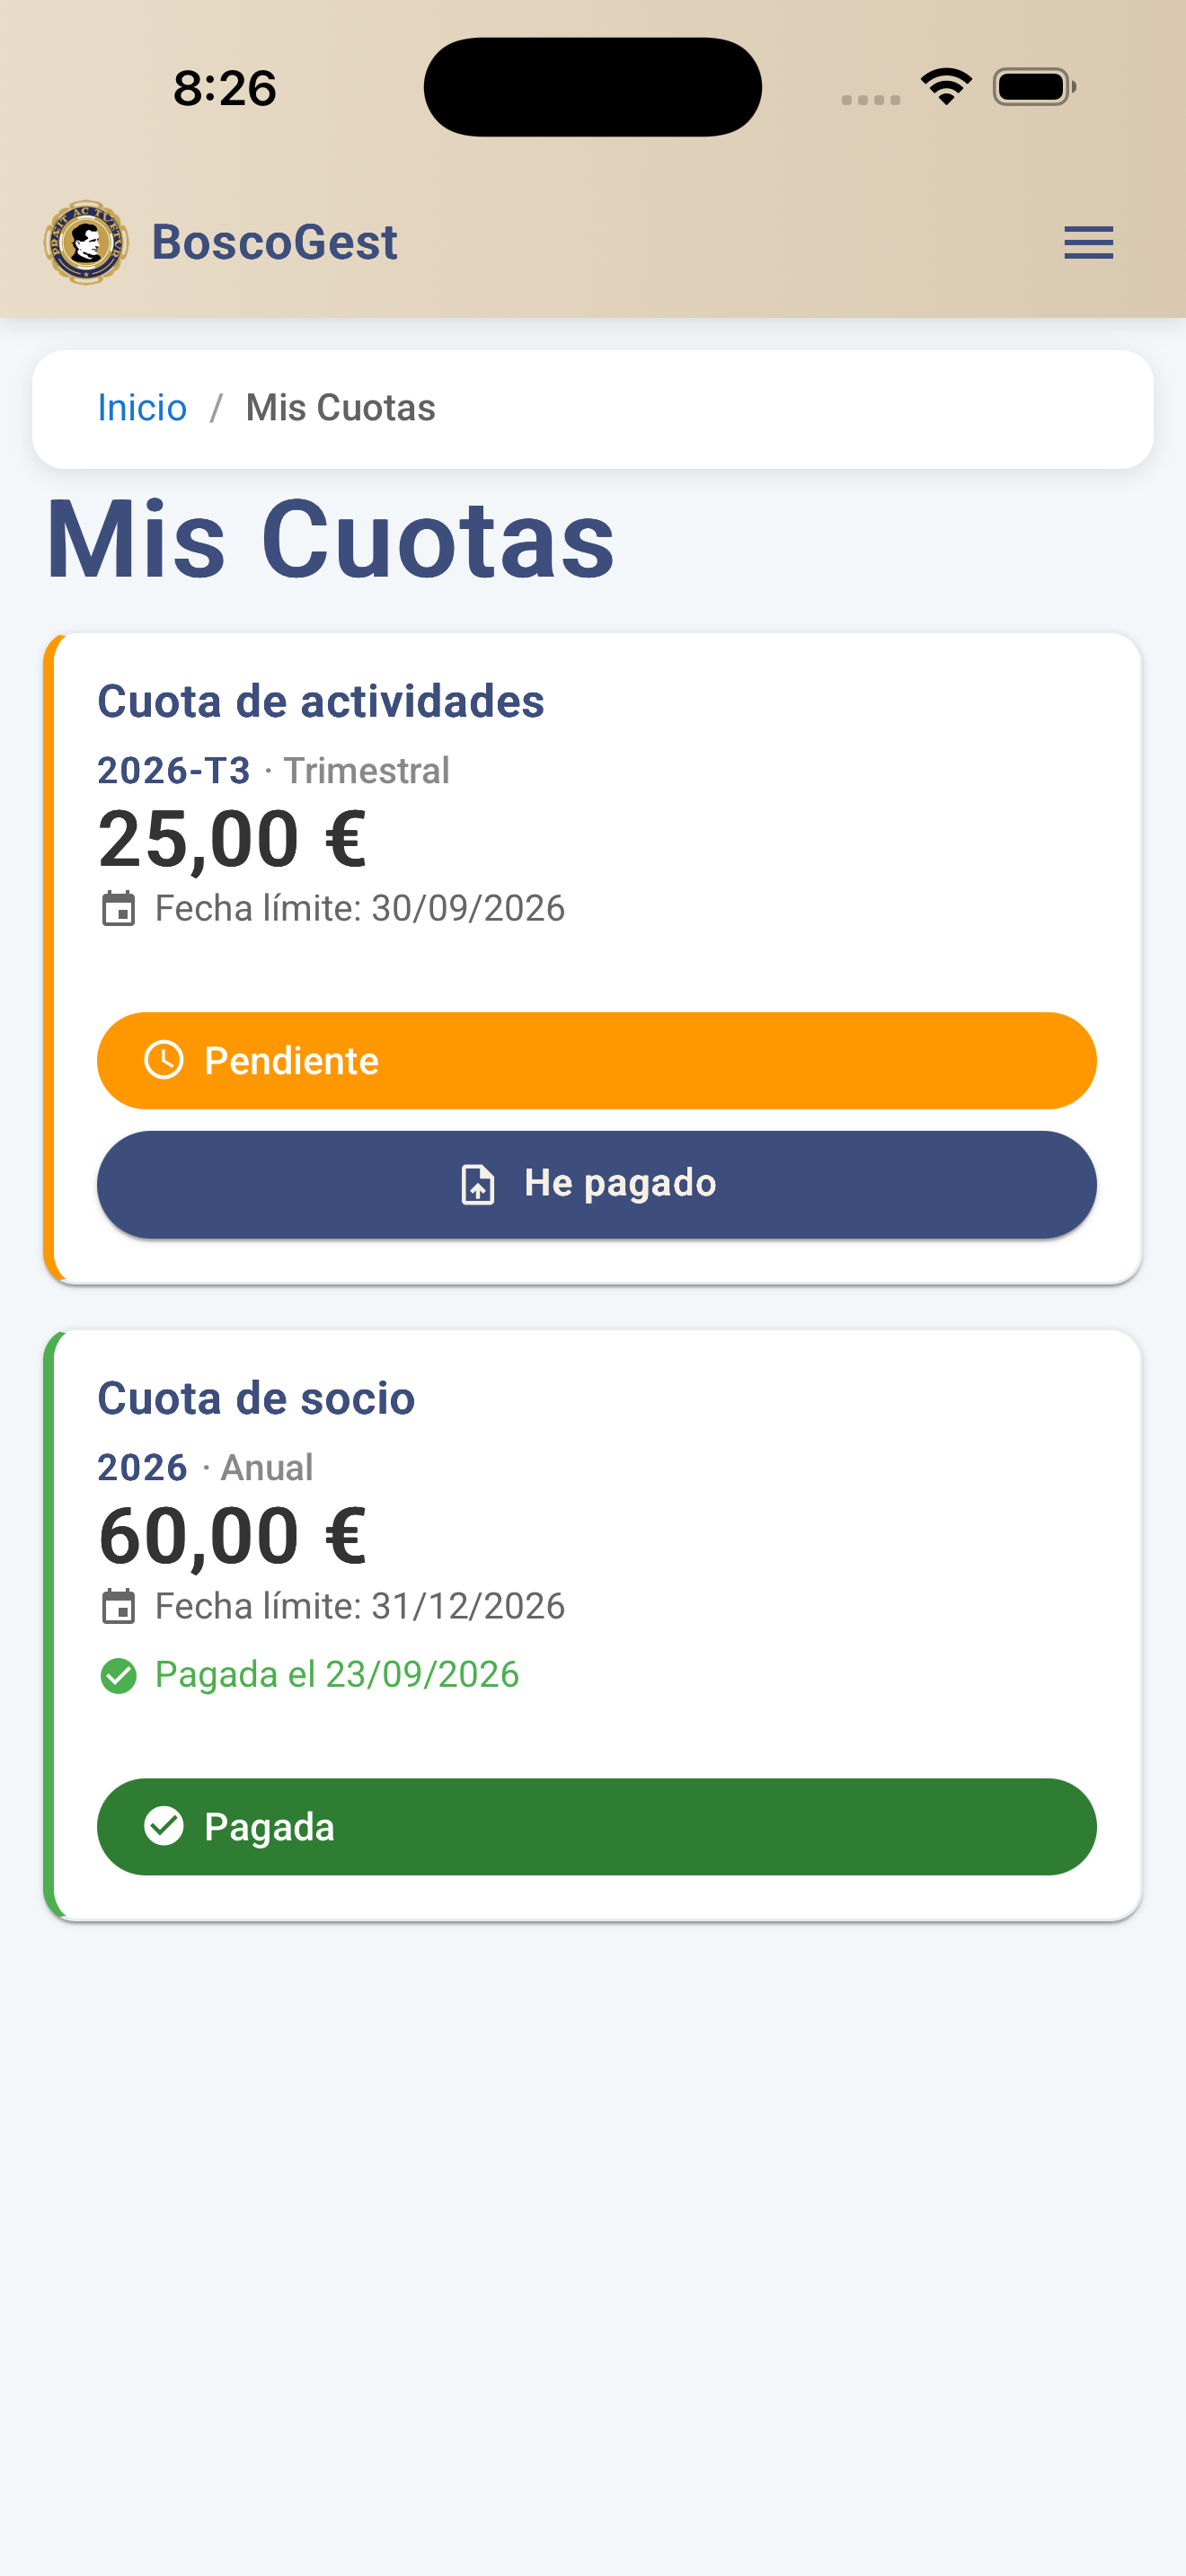 8:26
BoscoGest
Inicio / Mis Cuotas
Mis Cuotas
Cuota de actividades
2026-T3 · Trimestral
25,00 €
Fecha límite: 30/09/2026
Pendiente
He pagado
Cuota de socio
2026 · Anual
60,00 €
Fecha límite: 31/12/2026
Pagada el 23/09/2026
Pagada